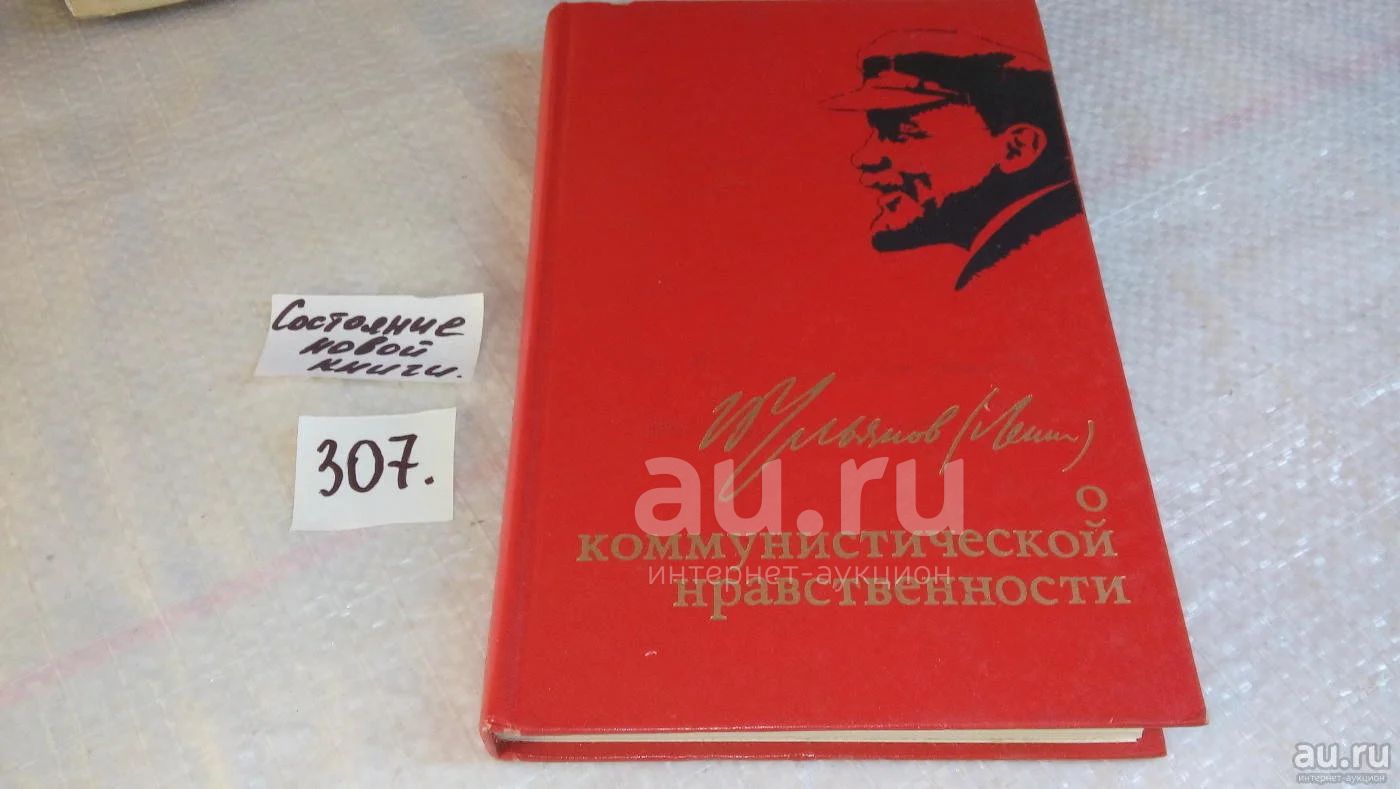 Состояние
новой
книги.
307.
В Ульянов (Ленин)
о
коммунистической
нравственности
au.ru
интернет-аукцион
au.ru
интернет-аукцион